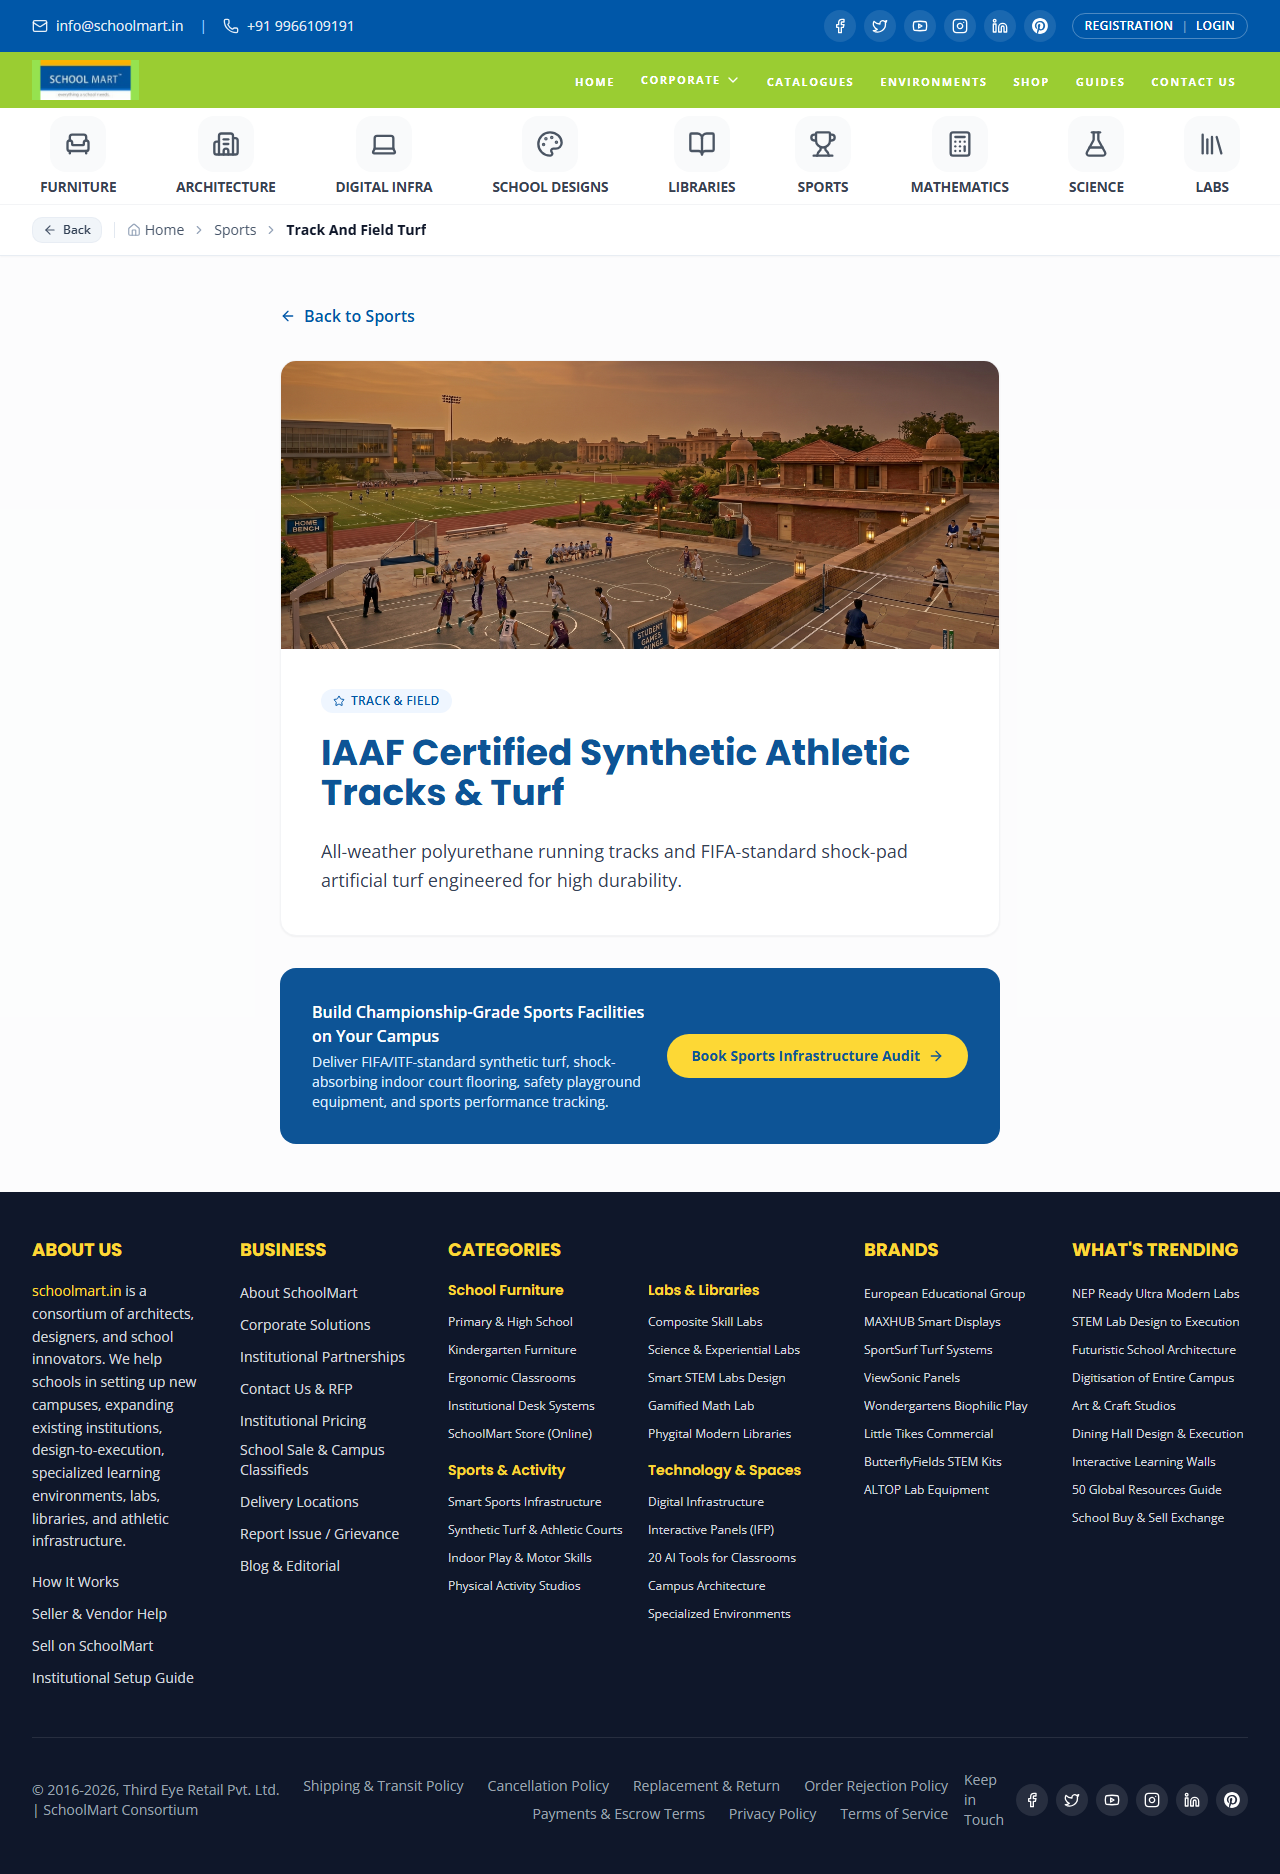 info@schoolmart.in | +91 9966109191
REGISTRATION | LOGIN
SCHOOL MART
HOME CORPORATE CATALOGUES ENVIRONMENTS SHOP GUIDES CONTACT US
FURNITURE ARCHITECTURE DIGITAL INFRA SCHOOL DESIGNS LIBRARIES SPORTS MATHEMATICS SCIENCE LABS
Back Home Sports Track And Field Turf
Back to Sports
HOME
BENCH
STUDENT
GAMES
LOUNGE
TRACK & FIELD
IAAF Certified Synthetic Athletic
Tracks & Turf
All-weather polyurethane running tracks and FIFA-standard shock-pad
artificial turf engineered for high durability.
Build Championship-Grade Sports Facilities
on Your Campus
Deliver FIFA/ITF-standard synthetic turf, shock-
absorbing indoor court flooring, safety playground
equipment, and sports performance tracking.
Book Sports Infrastructure Audit
ABOUT US
schoolmart.in is a
consortium of architects,
designers, and school
innovators. We help
schools in setting up new
campuses, expanding
existing institutions,
design-to-execution,
specialized learning
environments, labs,
libraries, and athletic
infrastructure.
How It Works
Seller & Vendor Help
Sell on SchoolMart
Institutional Setup Guide
BUSINESS
About SchoolMart
Corporate Solutions
Institutional Partnerships
Contact Us & RFP
Institutional Pricing
School Sale & Campus
Classifieds
Delivery Locations
Report Issue / Grievance
Blog & Editorial
CATEGORIES
School Furniture
Primary & High School
Kindergarten Furniture
Ergonomic Classrooms
Institutional Desk Systems
SchoolMart Store (Online)
Sports & Activity
Smart Sports Infrastructure
Synthetic Turf & Athletic Courts
Indoor Play & Motor Skills
Physical Activity Studios
Labs & Libraries
Composite Skill Labs
Science & Experiential Labs
Smart STEM Labs Design
Gamified Math Lab
Phygital Modern Libraries
Technology & Spaces
Digital Infrastructure
Interactive Panels (IFP)
20 AI Tools for Classrooms
Campus Architecture
Specialized Environments
BRANDS
European Educational Group
MAXHUB Smart Displays
SportSurf Turf Systems
ViewSonic Panels
Wondergartens Biophilic Play
Little Tikes Commercial
ButterflyFields STEM Kits
ALTOP Lab Equipment
WHAT'S TRENDING
NEP Ready Ultra Modern Labs
STEM Lab Design to Execution
Futuristic School Architecture
Digitisation of Entire Campus
Art & Craft Studios
Dining Hall Design & Execution
Interactive Learning Walls
50 Global Resources Guide
School Buy & Sell Exchange
© 2016-2026, Third Eye Retail Pvt. Ltd.
| SchoolMart Consortium
Shipping & Transit Policy Cancellation Policy Replacement & Return Order Rejection Policy
Payments & Escrow Terms Privacy Policy Terms of Service
Keep
in
Touch